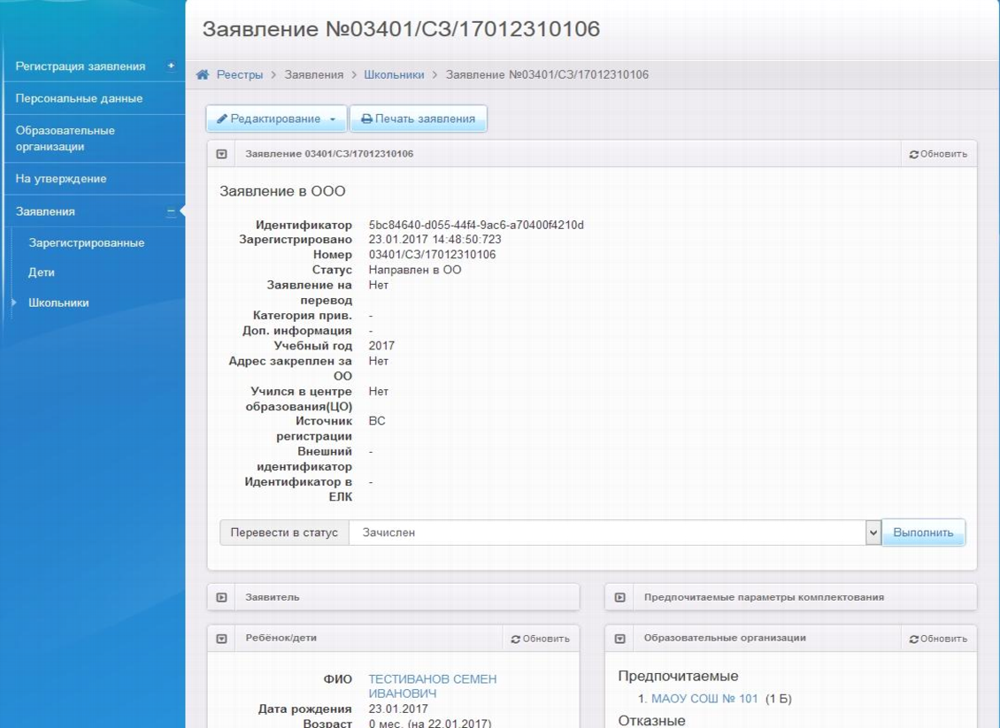 Заявление №03401/СЗ/17012310106
Регистрация заявления
Персональные данные
Образовательные
организации
На утверждение
Заявления
Зарегистрированные
Дети
Школьники
Реестры > Заявления > Школьники > Заявление №03401/СЗ/17012310106
Редактирование
Печать заявления
Заявление 03401/СЗ/17012310106
Обновить
Заявление в ООО
Идентификатор 5bc84640-d055-44f4-9ac6-a70400f4210d
Зарегистрировано 23.01.2017 14:48:50:723
Номер 03401/СЗ/17012310106
Статус Направлен в ОО
Заявление на Нет
перевод
Категория прив. -
Доп. информация -
Учебный год 2017
Адрес закреплен за Нет
ОО
Учился в центре Нет
образования(ЦО)
Источник ВС
регистрации
Внешний -
идентификатор
Идентификатор в -
ЕЛК
Перевести в статус Зачислен Выполнить
Заявитель
Предпочитаемые параметры комплектования
Ребёнок/дети Обновить
ФИО ТЕСТИВАНОВ СЕМЕН
ИВАНОВИЧ
Дата рождения 23.01.2017
Возраст 0 мес. (на 22.01.2017)
Образовательные организации Обновить
Предпочитаемые
1. МАОУ СОШ № 101 (1 Б)
Отказные